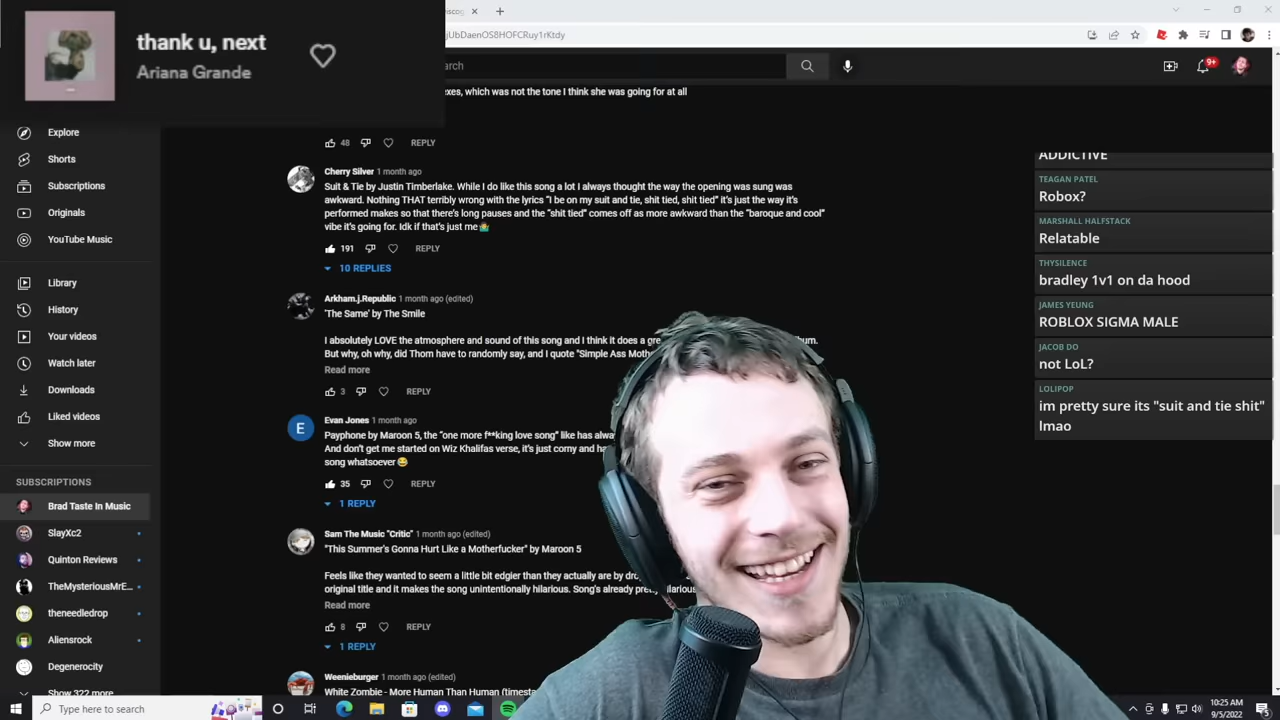 thank u, next
Ariana Grande
riscog
jUbDaenOS8HOFCRuy1rKtdy
arch
9+
exes, which was not the tone I think she was going for at all
Explore
Shorts
Subscriptions
Originals
YouTube Music
Library
History
Your videos
Watch later
Downloads
Liked videos
Show more
SUBSCRIPTIONS
Brad Taste In Music
SlayXc2
Quinton Reviews
TheMysteriousMrE...
theneedledrop
Aliensrock
Degenerocity
Show 322 more
48 REPLY
Cherry Silver 1 month ago
Suit & Tie by Justin Timberlake. While I do like this song a lot I always thought the way the opening was sung was
awkward. Nothing THAT terribly wrong with the lyrics "I be on my suit and tie, shit tied, shit tied" it's just the way it's
performed makes so that there's long pauses and the "shit tied" comes off as more awkward than the "baroque and cool"
vibe it's going for. Idk if that's just me🤷‍♂️
191 REPLY
10 REPLIES
Arkham.j.Republic 1 month ago (edited)
'The Same' by The Smile
I absolutely LOVE the atmosphere and sound of this song and I think it does a gre
But why, oh why, did Thom have to randomly say, and I quote "Simple Ass Moth
Read more
3 REPLY
E
Evan Jones 1 month ago
Payphone by Maroon 5, the "one more f**king love song" like has alwa
And don't get me started on Wiz Khalifas verse, it's just corny and ha
song whatsoever😂
35 REPLY
1 REPLY
Sam The Music "Critic" 1 month ago (edited)
"This Summer's Gonna Hurt Like a Motherfucker" by Maroon 5
Feels like they wanted to seem a little bit edgier than they actually are by dro
original title and it makes the song unintentionally hilarious. Song's already pretty hilarious
Read more
8 REPLY
1 REPLY
Weenieburger 1 month ago (edited)
White Zombie - More Human Than Human (timesta
ADDICTIVE
TEAGAN PATEL
Robox?
MARSHALL HALFSTACK
Relatable
THYSILENCE
bradley 1v1 on da hood
JAMES YEUNG
ROBLOX SIGMA MALE
JACOB DO
not LoL?
LOLIPOP
im pretty sure its "suit and tie shit"
lmao
Type here to search
10:25 AM
9/5/2022